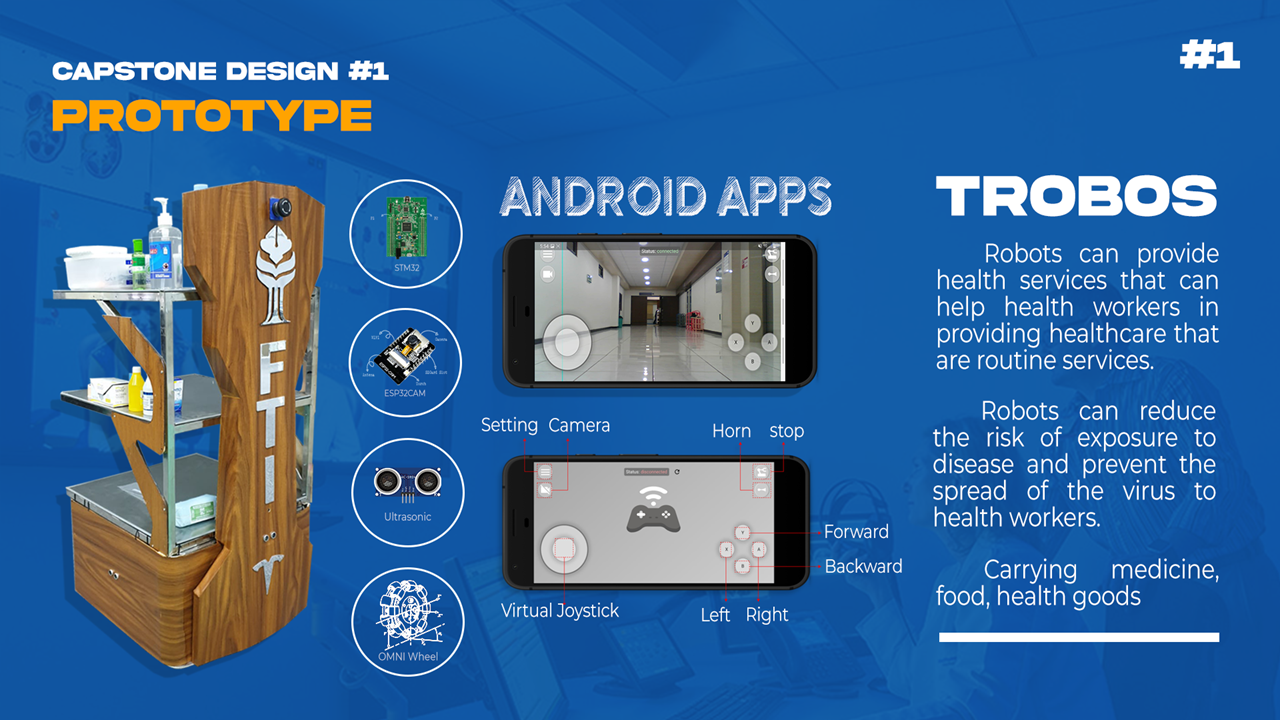 CAPSTONE DESIGN #1
PROTOTYPE
#1
FTI
STM32
ESP32CAM
Ultrasonic
OMNI Wheel
ANDROID APPS
Setting
Camera
Horn
stop
Forward
Backward
Virtual Joystick
Left
Right
Y
X
A
B
Y
X
A
B
TROBOS
Robots can provide
health services that can
help health workers in
providing healthcare that
are routine services.
Robots can reduce
the risk of exposure to
disease and prevent the
spread of the virus to
health workers.
Carrying medicine,
food, health goods